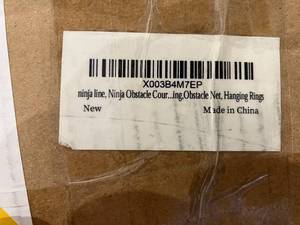 X003B4M7EP
ninja line, Ninja Obstacle Cour...ing,Obstacle Net, Hanging Rings
New Made in China